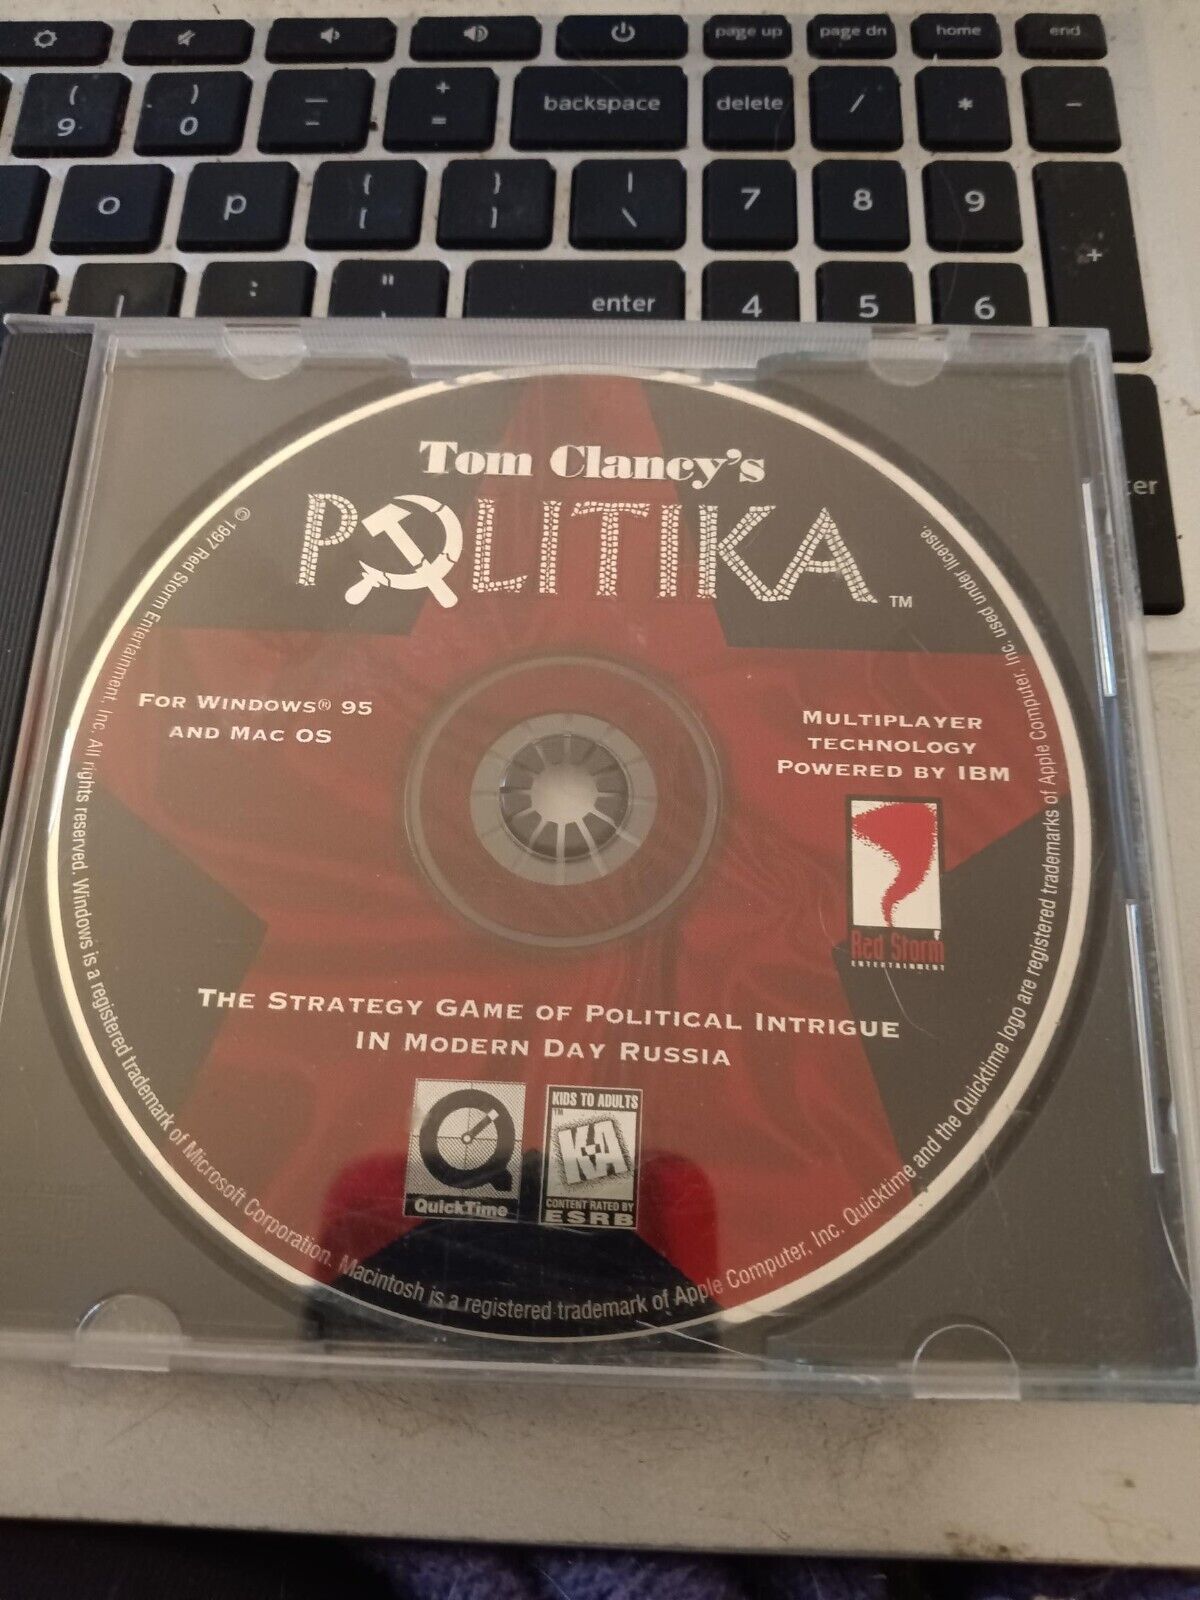 page up
page dn
home
end
( 9
) 0
— -
+ =
backspace
delete
/
*
-
o
p
{ [
} ]
| \
7
8
9
+
:
"
enter
4
5
6
ter
Tom Clancy's
POLITIKA™
For Windows® 95
and Mac OS
Multiplayer
technology
Powered by IBM
Red Storm
ENTERTAINMENT
The Strategy Game of Political Intrigue
in Modern Day Russia
QuickTime
KIDS TO ADULTS
™
K-A
CONTENT RATED BY
ESRB
© 1997 Red Storm Entertainment, Inc. All rights reserved. Windows is a registered trademark of Microsoft Corporation. Macintosh is a registered trademark of Apple Computer, Inc. Quicktime and the Quicktime logo are registered trademarks of Apple Computer, Inc. used under license.